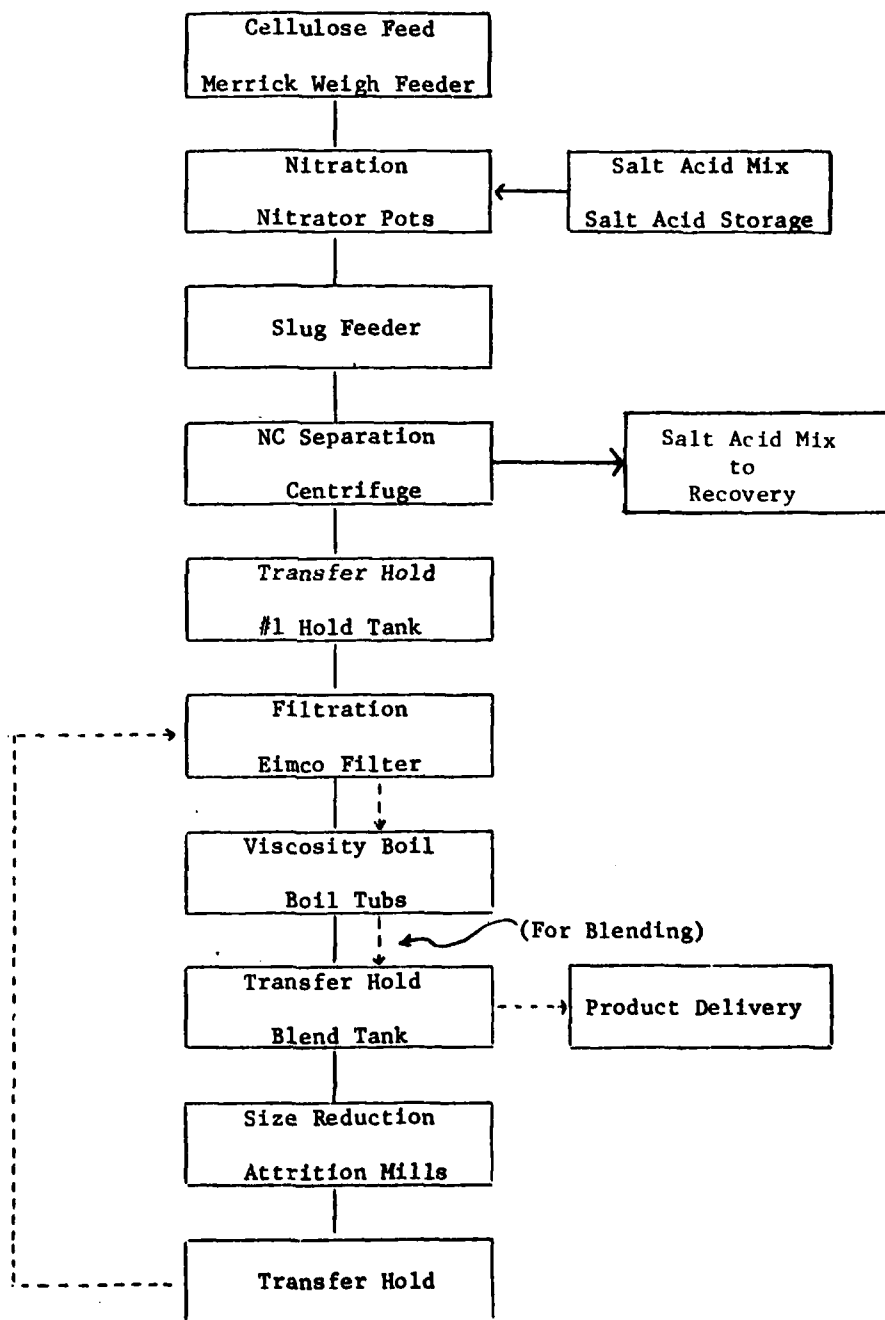 Cellulose Feed
Merrick Weigh Feeder
Nitration
Nitrator Pots
Salt Acid Mix
Salt Acid Storage
Slug Feeder
NC Separation
Centrifuge
Salt Acid Mix
to
Recovery
Transfer Hold
#1 Hold Tank
Filtration
Eimco Filter
Viscosity Boil
Boil Tubs
(For Blending)
Transfer Hold
Blend Tank
Product Delivery
Size Reduction
Attrition Mills
Transfer Hold